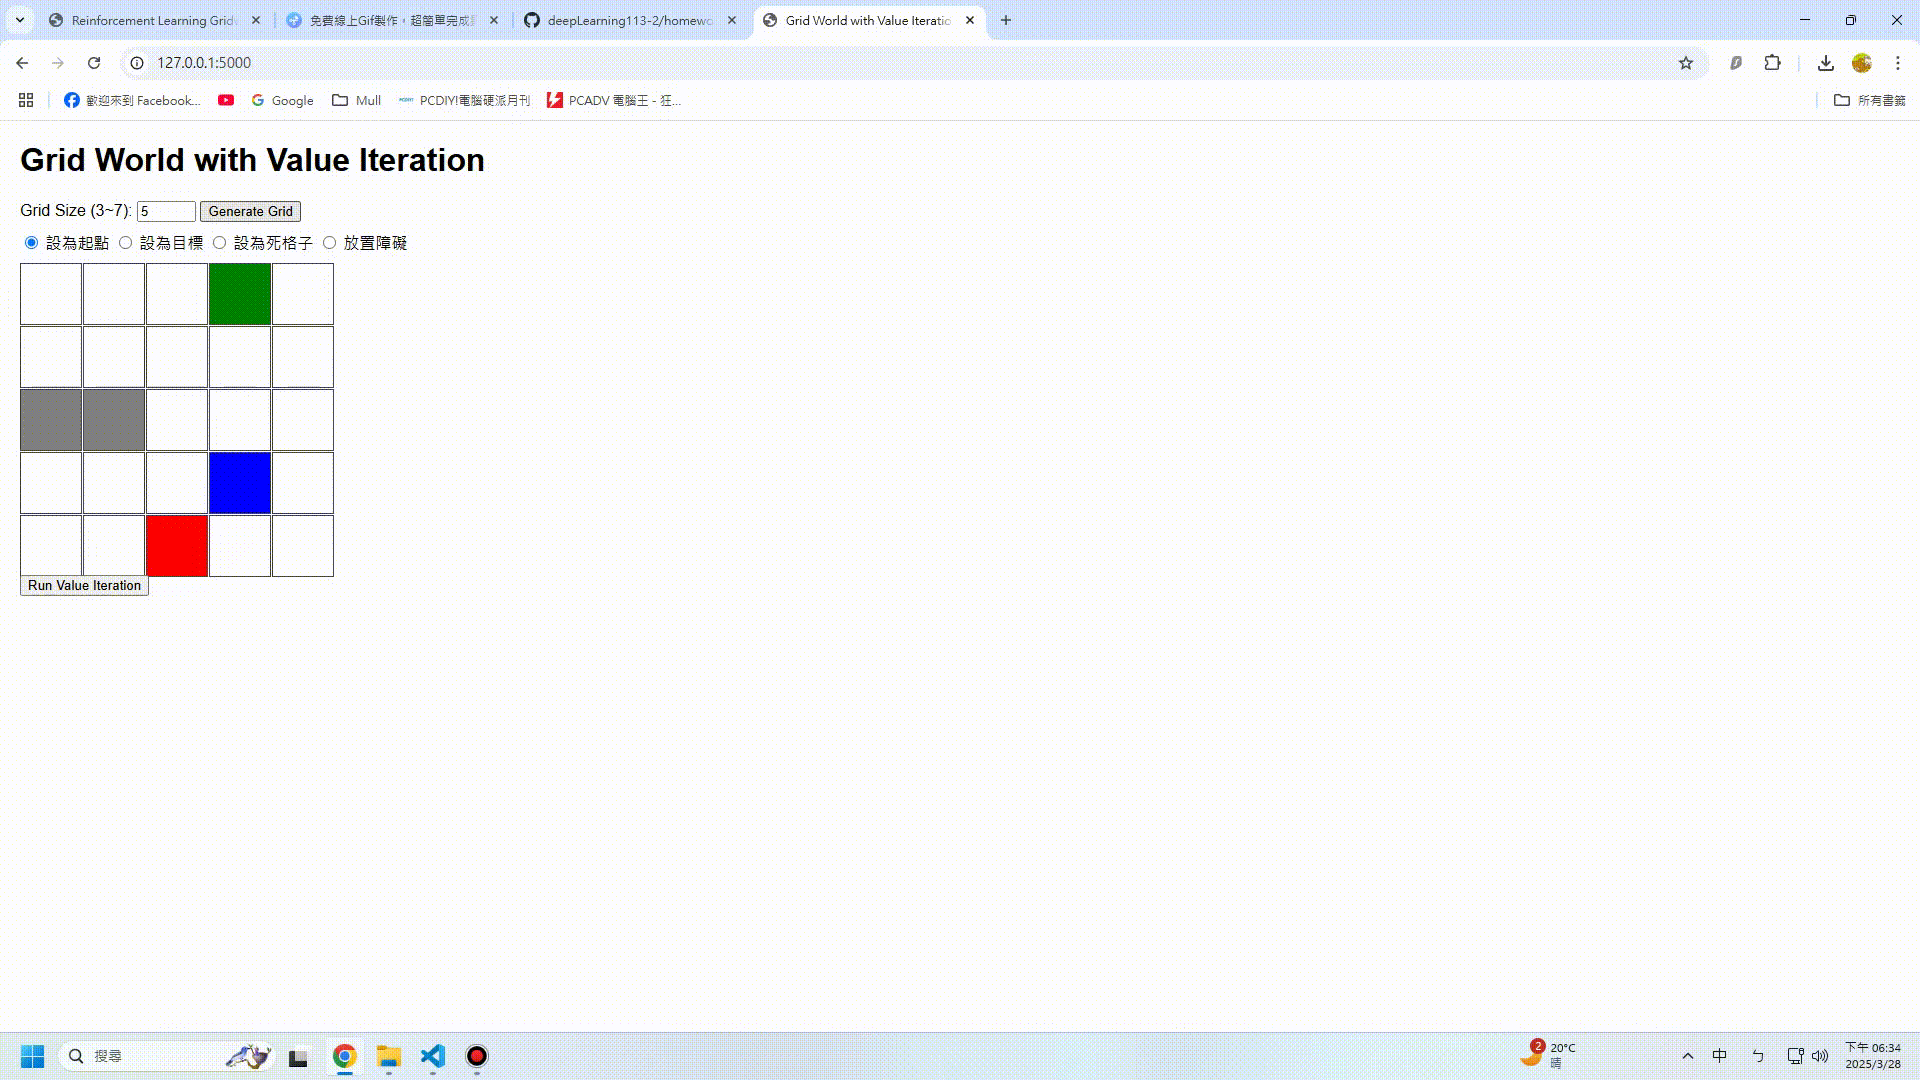 Reinforcement Learning Grid
免費線上Gif製作，超簡單完成
deepLearning113-2/homewo
Grid World with Value Iteratio
127.0.0.1:5000
歡迎來到 Facebook...
Google
Mull
PCDIY!電腦硬派月刊
PCADV 電腦王 - 狂...
所有書籤
Grid World with Value Iteration
Grid Size (3~7): 5 Generate Grid
設為起點 設為目標 設為死格子 放置障礙
Run Value Iteration
搜尋
2
20°C
晴
中
ㄅ
下午 06:34
2025/3/28